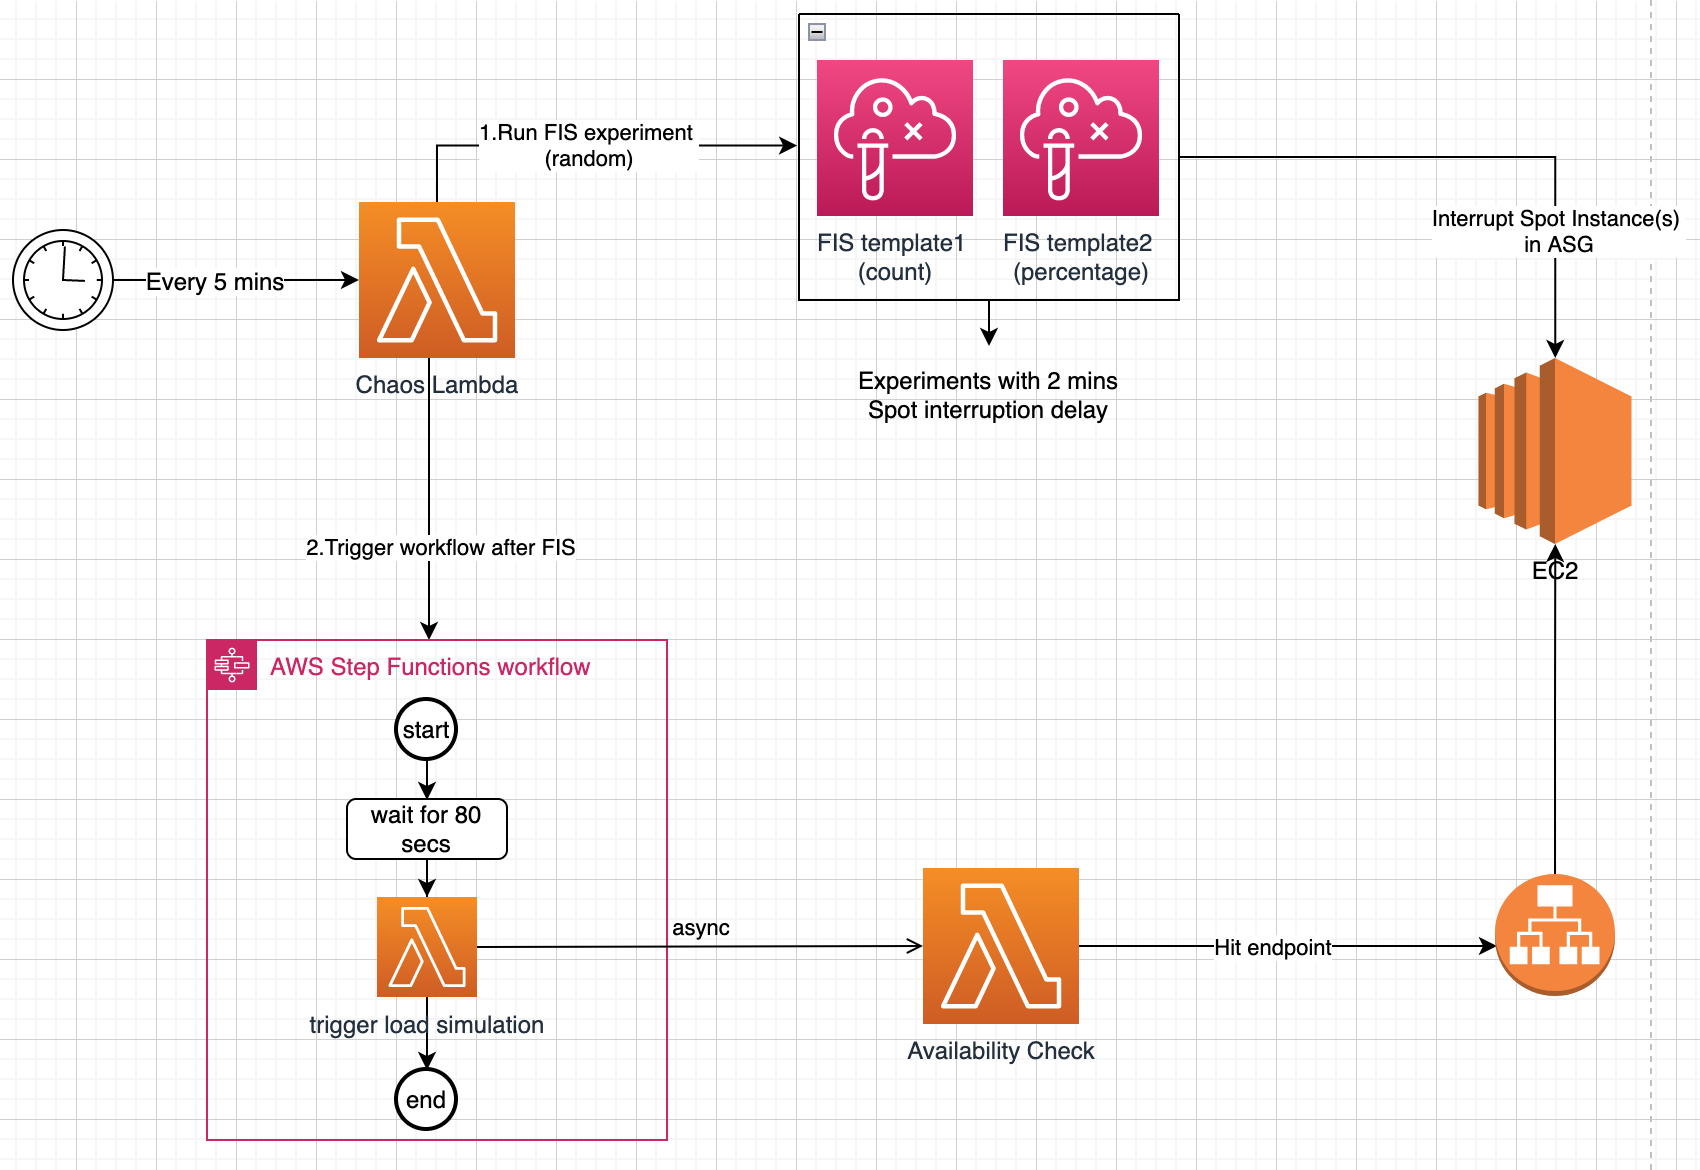 1.Run FIS experiment
(random)
FIS template1
(count)
FIS template2
(percentage)
Interrupt Spot Instance(s)
in ASG
Every 5 mins
Chaos Lambda
Experiments with 2 mins
Spot interruption delay
2.Trigger workflow after FIS
EC2
AWS Step Functions workflow
start
wait for 80
secs
trigger load simulation
end
async
Availability Check
Hit endpoint